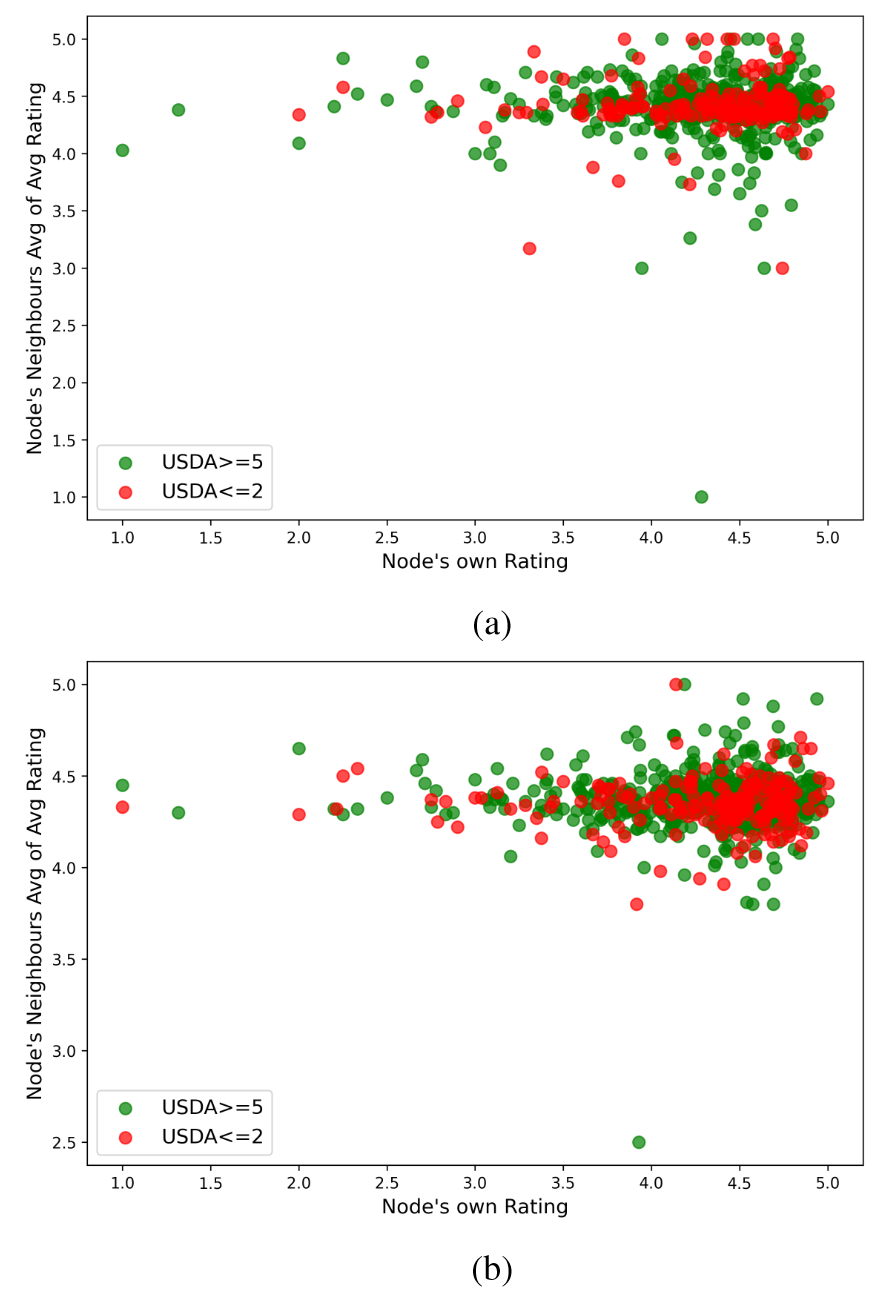 5.0
4.5
4.0
3.5
3.0
2.5
2.0
1.5
1.0
Node's Neighbours Avg of Avg Rating
USDA>=5
USDA<=2
1.0 1.5 2.0 2.5 3.0 3.5 4.0 4.5 5.0
Node's own Rating
(a)
5.0
4.5
4.0
3.5
3.0
2.5
Node's Neighbours Avg of Avg Rating
USDA>=5
USDA<=2
1.0 1.5 2.0 2.5 3.0 3.5 4.0 4.5 5.0
Node's own Rating
(b)